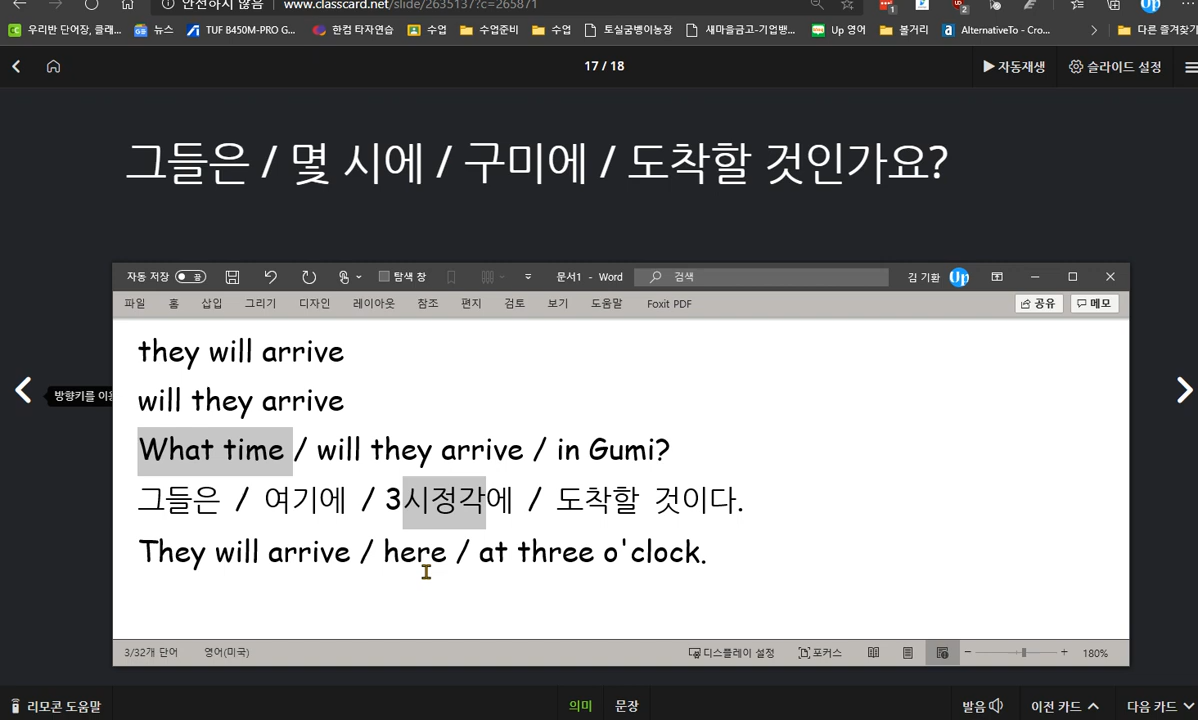 안전하지 않음 www.classcard.net/slide/2635137?c=265871
우리반 단어장, 클래... 뉴스 TUF B450M-PRO G... 한컴 타자연습 수업 수업준비 수업 토실굼벵이농장 새마을금고-기업뱅... Up 영어 볼거리 AlternativeTo - Cro... 다른 즐겨찾기
17 / 18 자동재생 슬라이드 설정
그들은 / 몇 시에 / 구미에 / 도착할 것인가요?
자동 저장 끔 탐색 창 문서1 - Word 검색 김 기환 Up
파일 홈 삽입 그리기 디자인 레이아웃 참조 편지 검토 보기 도움말 Foxit PDF 공유 메모
they will arrive
will they arrive
방향키를 이용
What time / will they arrive / in Gumi?
그들은 / 여기에 / 3시정각에 / 도착할 것이다.
They will arrive / here / at three o'clock.
3/32개 단어 영어(미국) 디스플레이 설정 포커스 180%
리모콘 도움말 의미 문장 발음 이전 카드 다음 카드